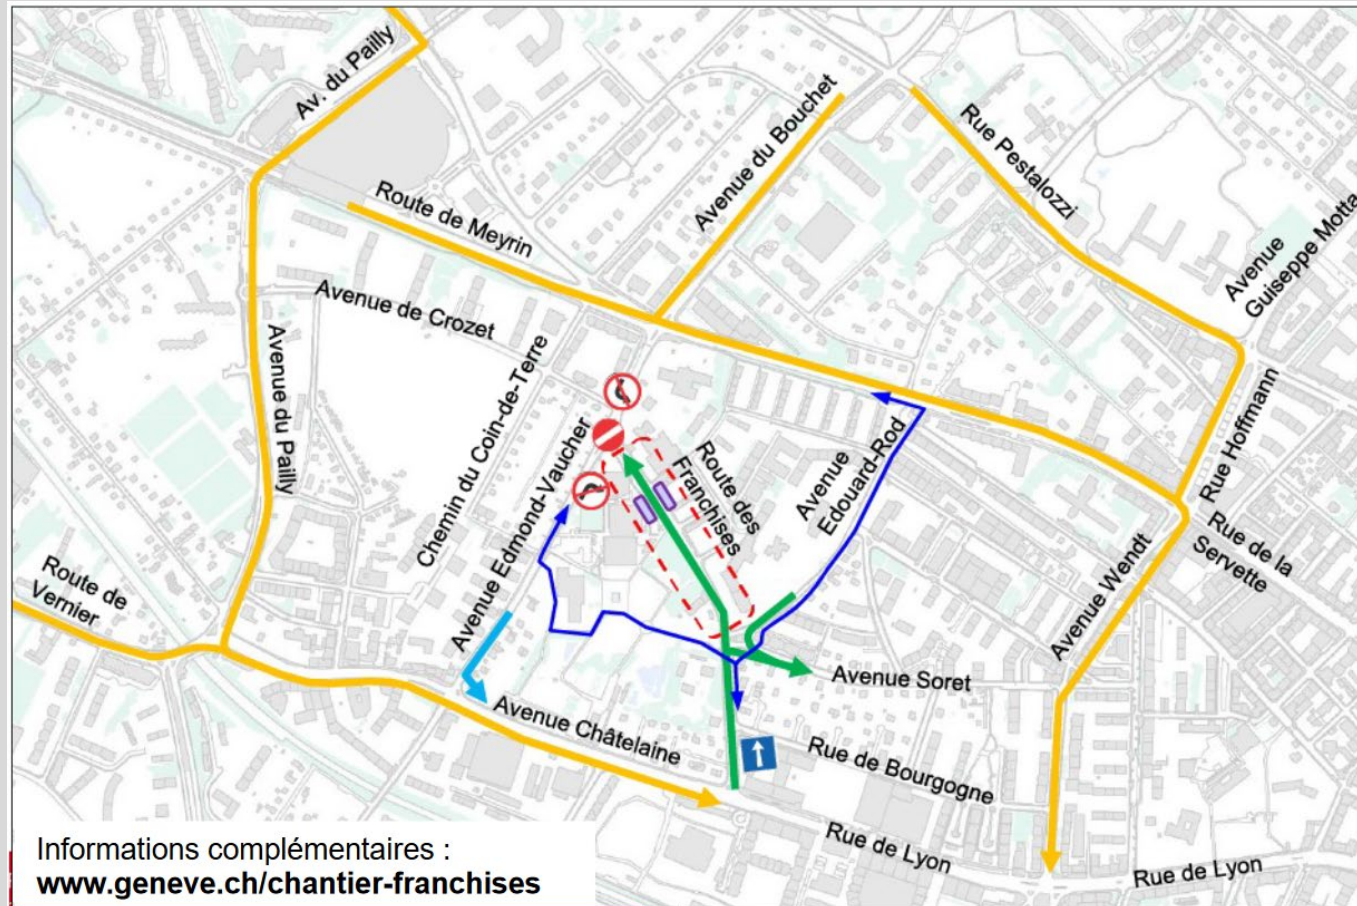 Av. du Pailly
Avenue du Bouchet
Rue Pestalozzi
Route de Meyrin
Avenue
Guiseppe Motta
Avenue de Crozet
Avenue du Pailly
Chemin du Coin-de-Terre
Avenue Edmond-Vaucher
Route des
Franchises
Avenue
Edouard-Rod
Rue Hoffmann
Rue de la
Servette
Avenue Wendt
Route de
Vernier
Avenue Soret
Avenue Châtelaine
Rue de Bourgogne
Rue de Lyon
Rue de Lyon
Informations complémentaires :
www.geneve.ch/chantier-franchises